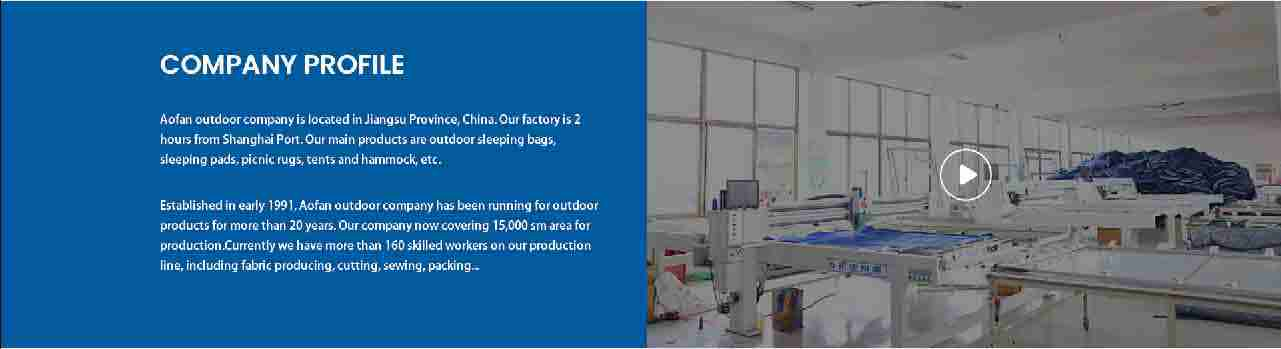 COMPANY PROFILE
Aofan outdoor company is located in Jiangsu Province, China. Our factory is 2
hours from Shanghai Port. Our main products are outdoor sleeping bags,
sleeping pads, picnic rugs, tents and hammock, etc.
Established in early 1991, Aofan outdoor company has been running for outdoor
products for more than 20 years. Our company now covering 15,000 sm area for
production.Currently we have more than 160 skilled workers on our production
line, including fabric producing, cutting, sewing, packing...